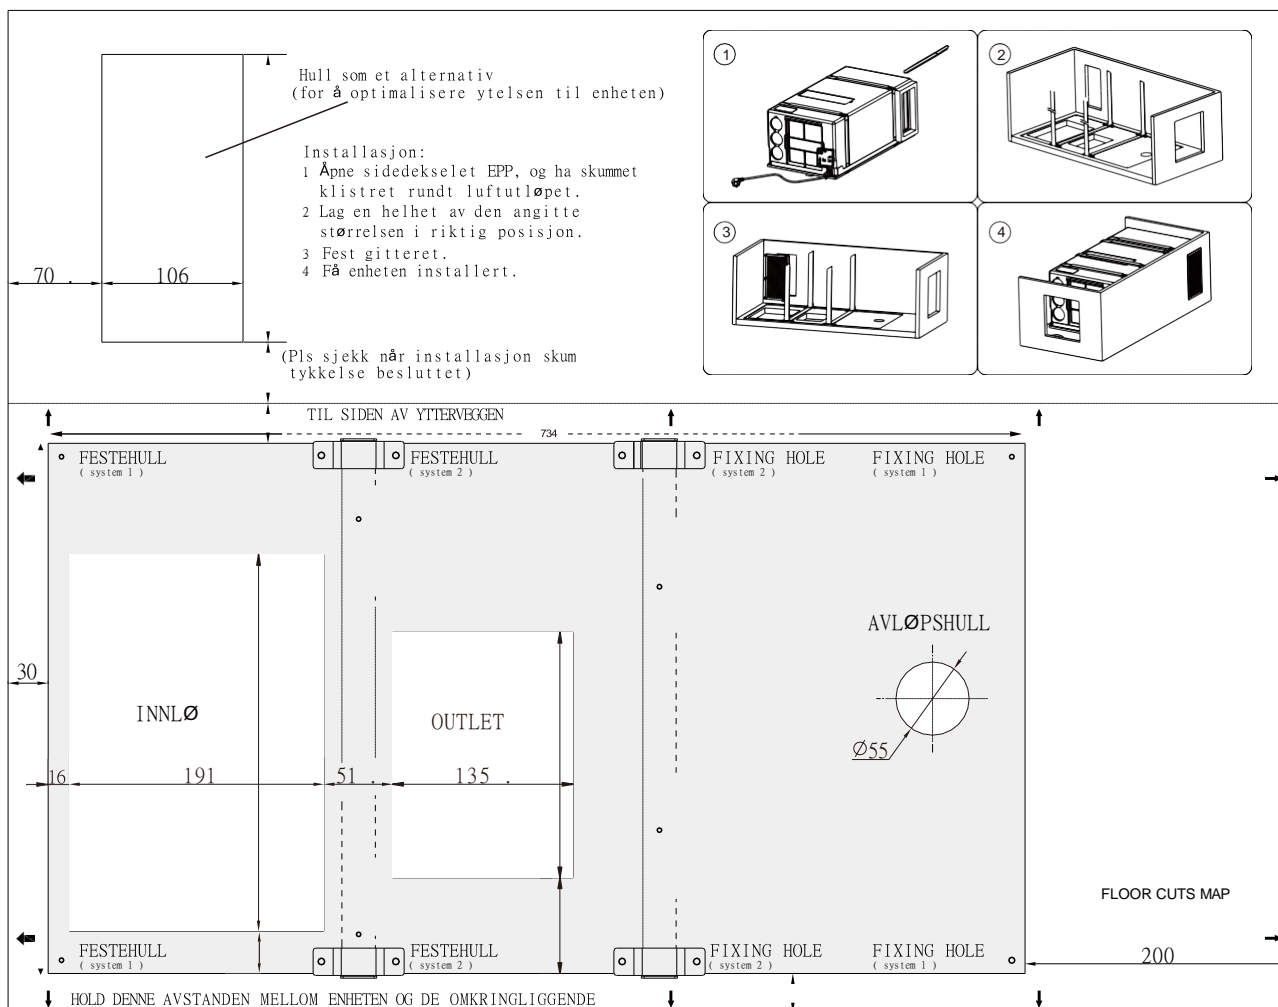 Hull som et alternativ
(for å optimalisere ytelsen til enheten)
Installasjon:
1 Åpne sidedekselet EPP, og ha skummet
klistret rundt luftutløpet.
2 Lag en helhet av den angitte
størrelsen i riktig posisjon.
3 Fest gitteret.
4 Få enheten installert.
70 .
106
(Pls sjekk når installasjon skum
tykkelse besluttet)
1
2
3
4
TIL SIDEN AV YTTERVEGGEN
734
FESTEHULL
( system 1 )
FESTEHULL
( system 2 )
FIXING HOLE
( system 2 )
FIXING HOLE
( system 1 )
AVLØPSHULL
30
INNLØ
OUTLET
Ø55
16
191
51 .
135 .
FLOOR CUTS MAP
FESTEHULL
( system 1 )
FESTEHULL
( system 2 )
FIXING HOLE
( system 2 )
FIXING HOLE
( system 1 )
200
HOLD DENNE AVSTANDEN MELLOM ENHETEN OG DE OMKRINGLIGGENDE